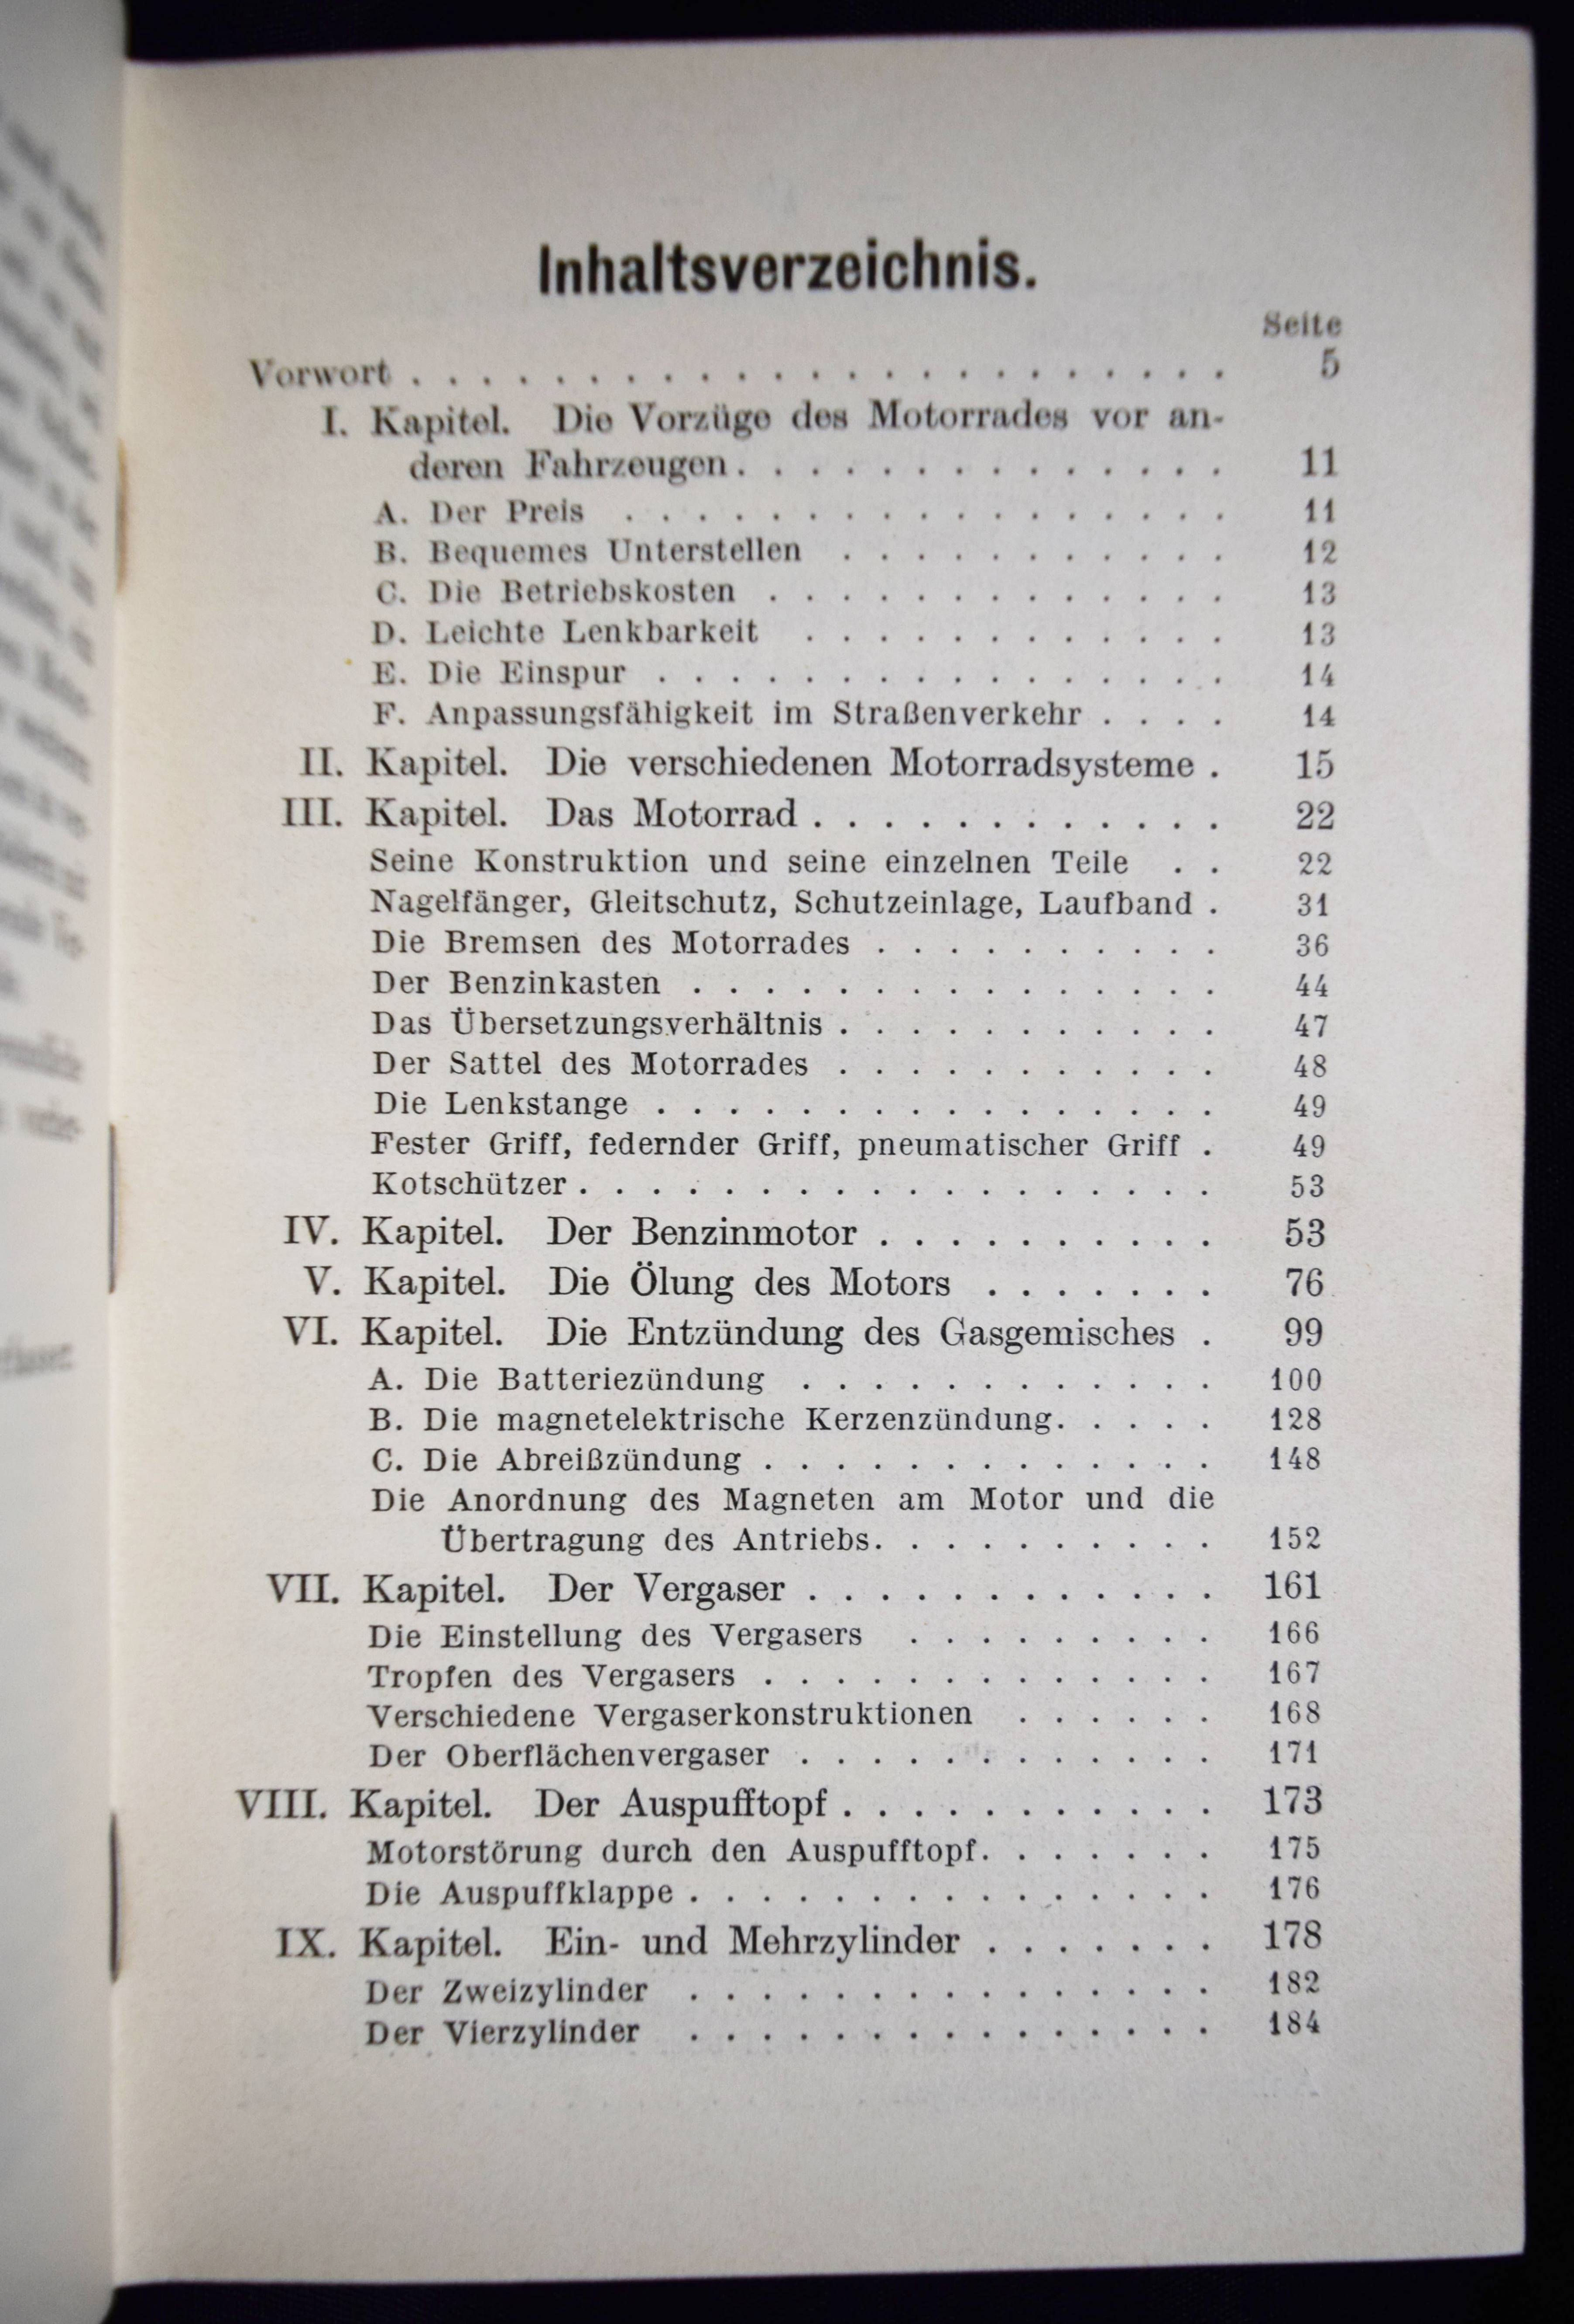 Inhaltsverzeichnis.
Seite
Vorwort . . . . . . . . . . . . . . . . . . . . . . . 5
I. Kapitel. Die Vorzüge des Motorrades vor an-
deren Fahrzeugen. . . . . . . . . . . . . . 11
A. Der Preis . . . . . . . . . . . . . . . . . 11
B. Bequemes Unterstellen . . . . . . . . . . . 12
C. Die Betriebskosten . . . . . . . . . . . . . 13
D. Leichte Lenkbarkeit . . . . . . . . . . . . 13
E. Die Einspur . . . . . . . . . . . . . . . . 14
F. Anpassungsfähigkeit im Straßenverkehr . . . . 14
II. Kapitel. Die verschiedenen Motorradsysteme . 15
III. Kapitel. Das Motorrad . . . . . . . . . . . . 22
Seine Konstruktion und seine einzelnen Teile . . 22
Nagelfänger, Gleitschutz, Schutzeinlage, Laufband . 31
Die Bremsen des Motorrades . . . . . . . . . . 36
Der Benzinkasten . . . . . . . . . . . . . . . 44
Das Übersetzungsverhältnis . . . . . . . . . . . 47
Der Sattel des Motorrades . . . . . . . . . . . 48
Die Lenkstange . . . . . . . . . . . . . . . . 49
Fester Griff, federnder Griff, pneumatischer Griff . 49
Kotschützer . . . . . . . . . . . . . . . . . . 53
IV. Kapitel. Der Benzinmotor . . . . . . . . . . 53
V. Kapitel. Die Ölung des Motors . . . . . . . 76
VI. Kapitel. Die Entzündung des Gasgemisches . 99
A. Die Batteriezündung . . . . . . . . . . . . 100
B. Die magnetelektrische Kerzenzündung. . . . . 128
C. Die Abreißzündung . . . . . . . . . . . . . 148
Die Anordnung des Magneten am Motor und die
Übertragung des Antriebs. . . . . . . . . . 152
VII. Kapitel. Der Vergaser . . . . . . . . . . . . 161
Die Einstellung des Vergasers . . . . . . . . . 166
Tropfen des Vergasers . . . . . . . . . . . . . 167
Verschiedene Vergaserkonstruktionen . . . . . . 168
Der Oberflächenvergaser . . . . . . . . . . . . 171
VIII. Kapitel. Der Auspufftopf . . . . . . . . . . . 173
Motorstörung durch den Auspufftopf. . . . . . . 175
Die Auspuffklappe . . . . . . . . . . . . . . . 176
IX. Kapitel. Ein- und Mehrzylinder . . . . . . . 178
Der Zweizylinder . . . . . . . . . . . . . . . 182
Der Vierzylinder . . . . . . . . . . . . . . . 184